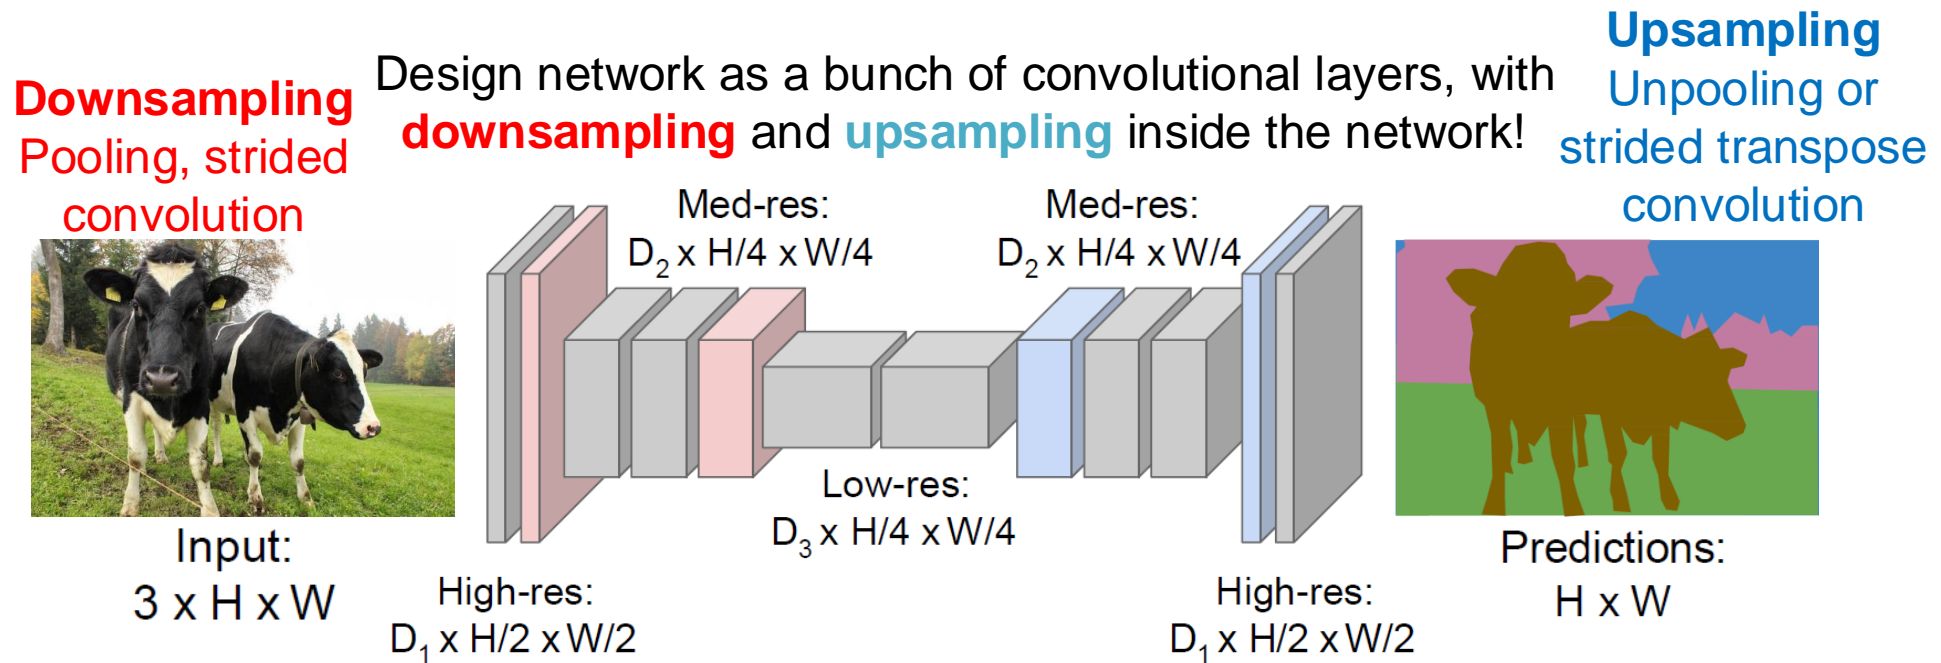 Downsampling
Pooling, strided
convolution
Design network as a bunch of convolutional layers, with
downsampling and upsampling inside the network!
Upsampling
Unpooling or
strided transpose
convolution
Med-res:
D₂ x H/4 x W/4
Med-res:
D₂ x H/4 x W/4
Low-res:
D₃ x H/4 x W/4
Input:
3 x H x W
High-res:
D₁ x H/2 x W/2
High-res:
D₁ x H/2 x W/2
Predictions:
H x W